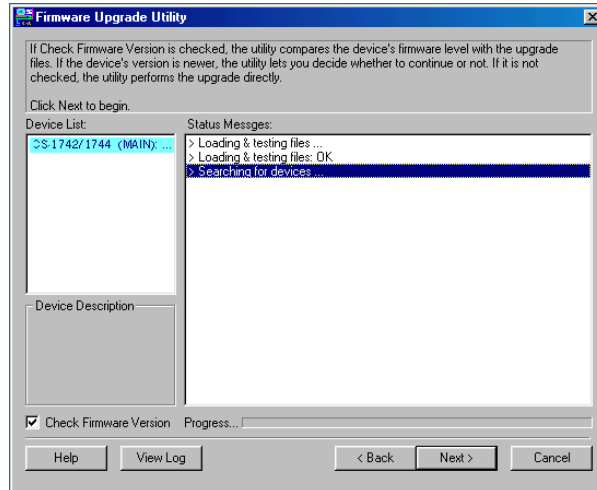 Firmware Upgrade Utility
If Check Firmware Version is checked, the utility compares the device's firmware level with the upgrade
files. If the device's version is newer, the utility lets you decide whether to continue or not. If it is not
checked, the utility performs the upgrade directly.
Click Next to begin.
Device List:
Status Messges:
CS-1742/1744 (MAIN): ...
> Loading & testing files ...
> Loading & testing files: OK
> Searching for devices ...
Device Description
Check Firmware Version
Progress...
Help
View Log
< Back
Next >
Cancel